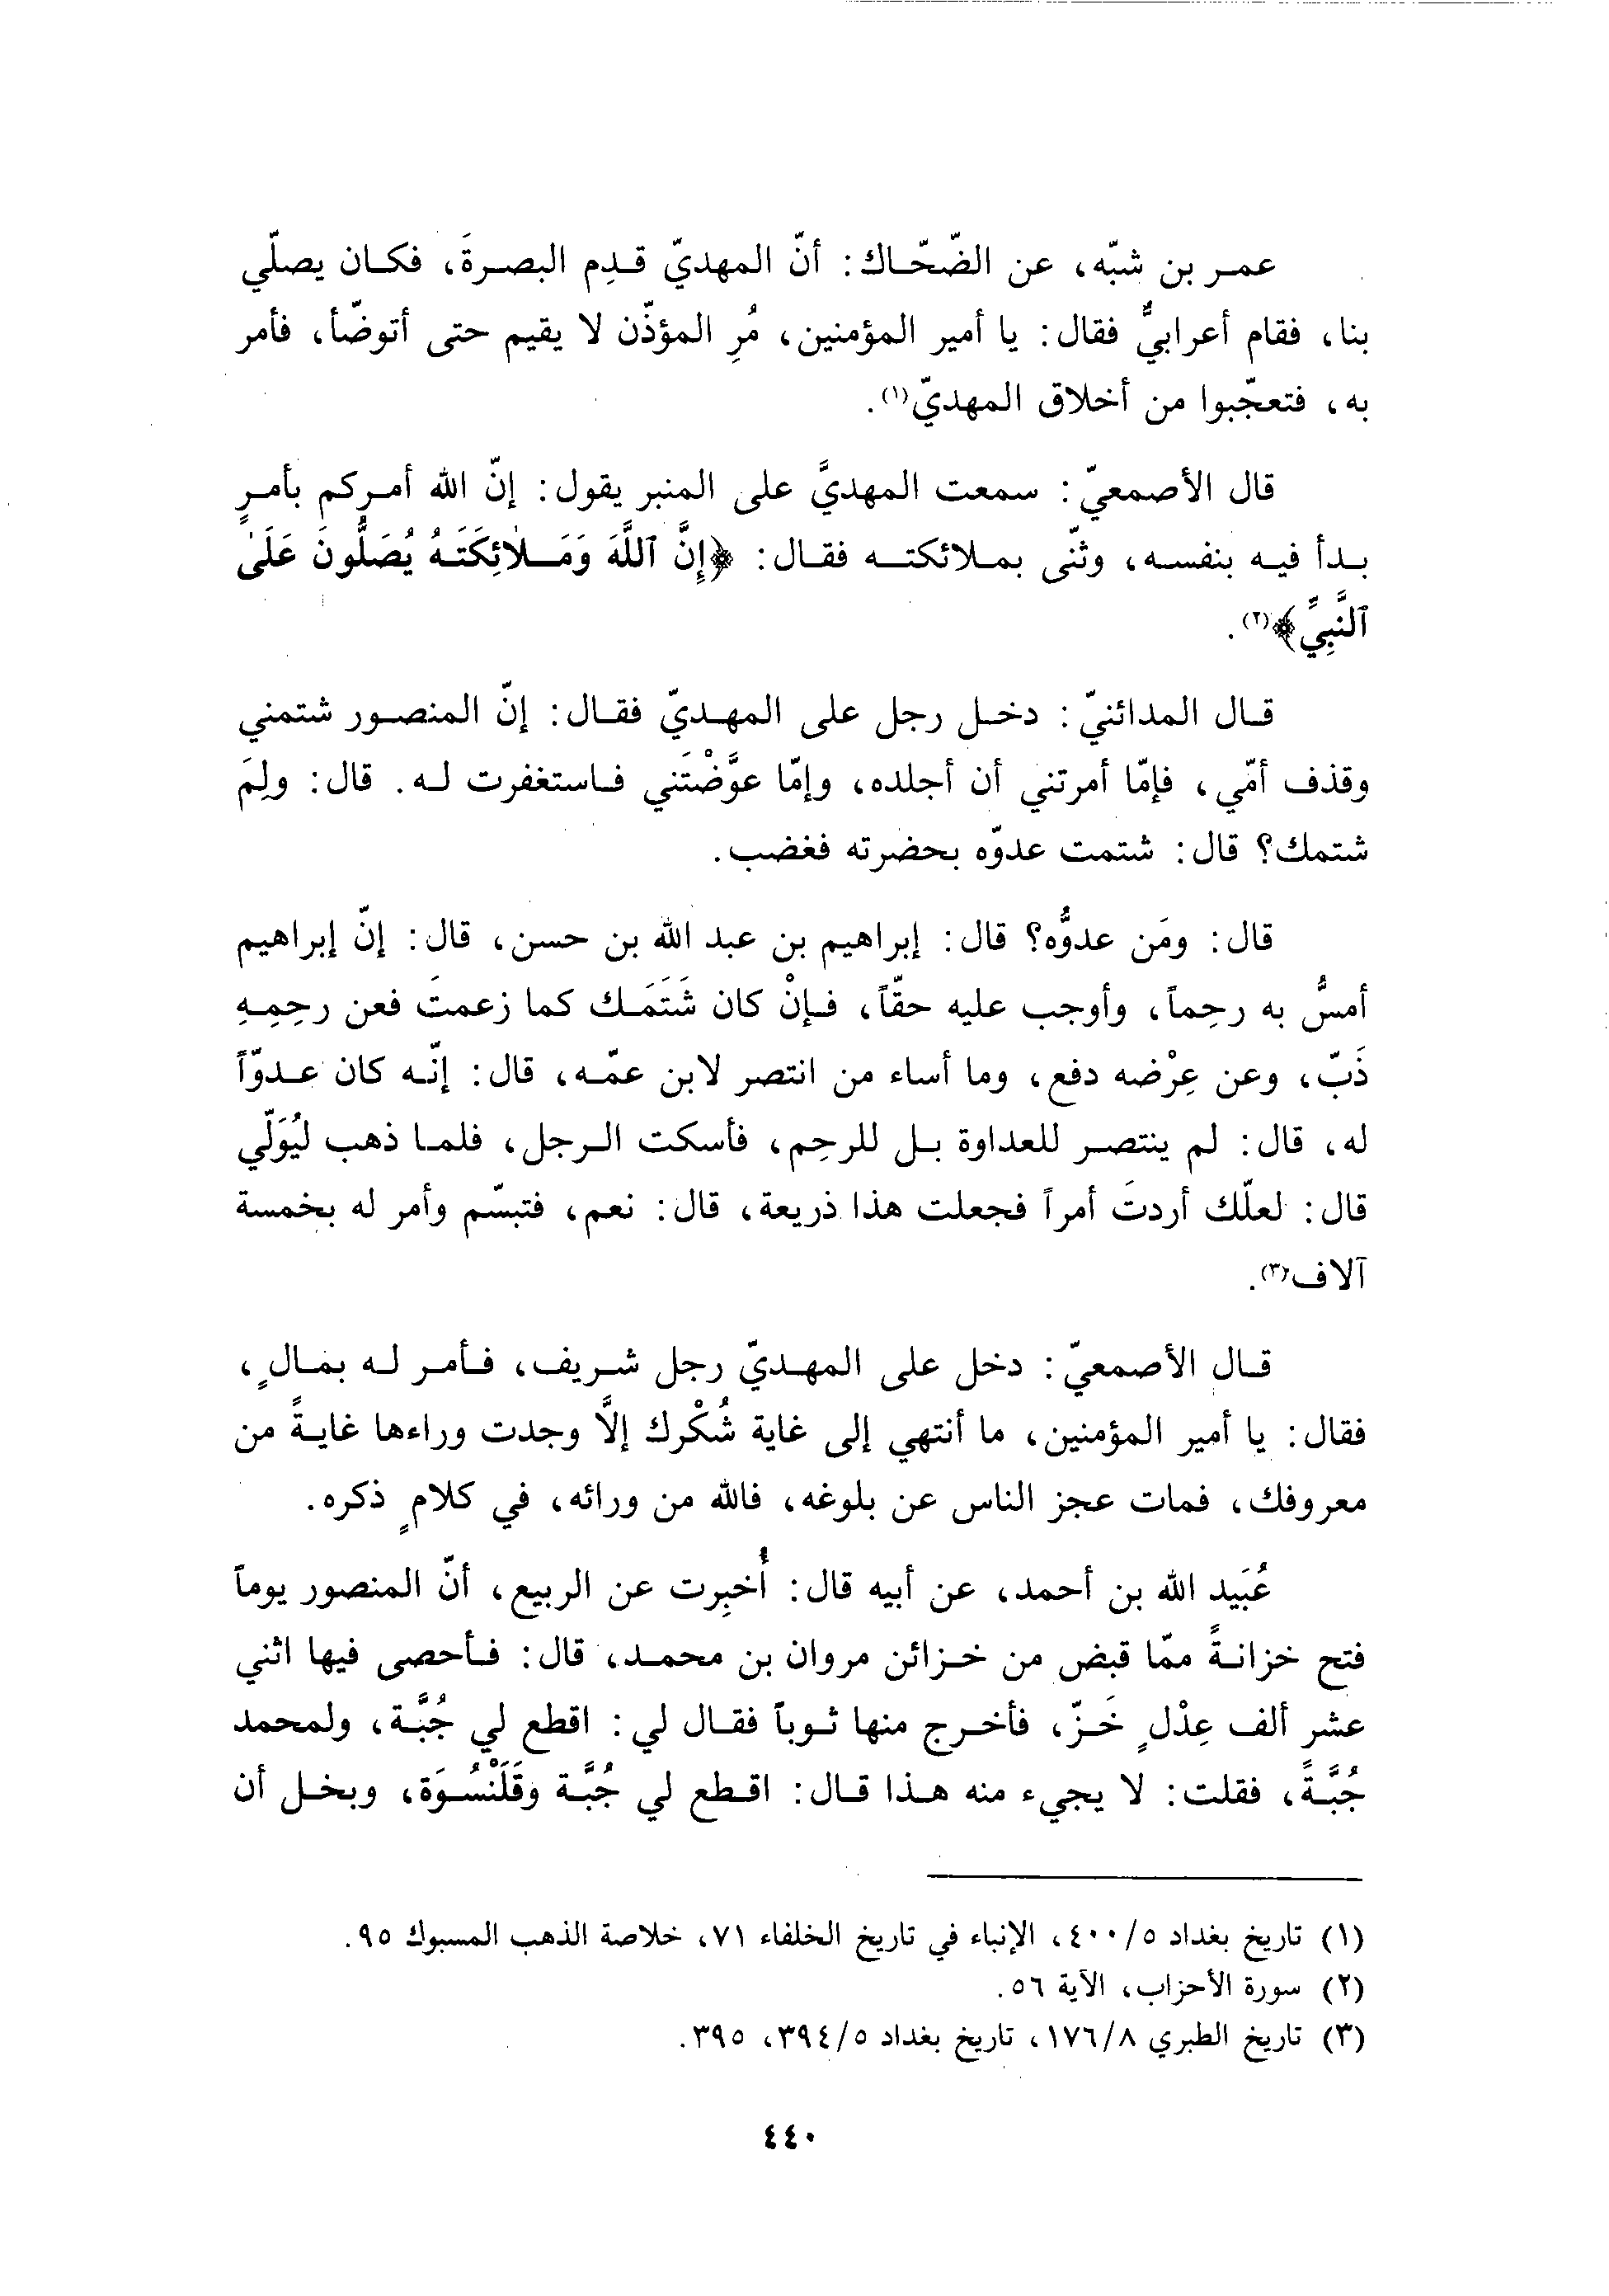 عمر بن شبّه، عن الضّحّاك: أنّ المهديّ قدِم البصرةَ، فكان يصلّي
بنا، فقام أعرابيٌّ فقال: يا أمير المؤمنين، مُرِ المؤذّن لا يقيم حتى أتوضّأ، فأمر
به، فتعجّبوا من أخلاق المهديّ(١).
قال الأصمعيّ: سمعت المهديَّ على المنبر يقول: إنّ الله أمركم بأمرٍ
بدأ فيه بنفسه، وثنّى بملائكته فقال: ﴿إِنَّ ٱللَّهَ وَمَلائِكَتَهُ يُصَلُّونَ عَلَىٰ
ٱلنَّبِيِّ﴾(٢).
قال المدائنيّ: دخل رجل على المهديّ فقال: إنّ المنصور شتمني
وقذف أمّي، فإمّا أمرتني أن أجلده، وإمّا عوَّضْتَني فاستغفرت له. قال: ولِمَ
شتمك؟ قال: شتمت عدوّه بحضرته فغضب.
قال: ومَن عدوُّه؟ قال: إبراهيم بن عبد الله بن حسن، قال: إنّ إبراهيم
أمسُّ به رحِماً، وأوجب عليه حقّاً، فإنْ كان شَتَمَك كما زعمتَ فعن رحِمِهِ
ذَبّ، وعن عِرْضه دفع، وما أساء من انتصر لابن عمّه، قال: إنّه كان عدوّاً
له، قال: لم ينتصر للعداوة بل للرحِم، فأسكت الرجل، فلما ذهب ليُوَلّي
قال: لعلّك أردتَ أمراً فجعلت هذا ذريعة، قال: نعم، فتبسّم وأمر له بخمسة
آلاف(٣).
قال الأصمعيّ: دخل على المهديّ رجل شريف، فأمر له بمالٍ،
فقال: يا أمير المؤمنين، ما أنتهي إلى غاية شُكْرك إلَّا وجدت وراءها غايةً من
معروفك، فمات عجز الناس عن بلوغه، فالله من ورائه، في كلامٍ ذكره.
عُبَيد الله بن أحمد، عن أبيه قال: أُخبِرت عن الربيع، أنّ المنصور يوماً
فتح خزانةً ممّا قبض من خزائن مروان بن محمد، قال: فأحصى فيها اثني
عشر ألف عِدْلٍ خَزّ، فأخرج منها ثوباً فقال لي: اقطع لي جُبَّة، ولمحمد
جُبَّةً، فقلت: لا يجيء منه هذا قال: اقطع لي جُبَّة وقَلَنْسُوَة، وبخل أن
(١) تاريخ بغداد ٥/٤٠٠، الإنباء في تاريخ الخلفاء ٧١، خلاصة الذهب المسبوك ٩٥.
(٢) سورة الأحزاب، الآية ٥٦.
(٣) تاريخ الطبري ٨/١٧٦، تاريخ بغداد ٥/٣٩٤، ٣٩٥.
٤٤٠